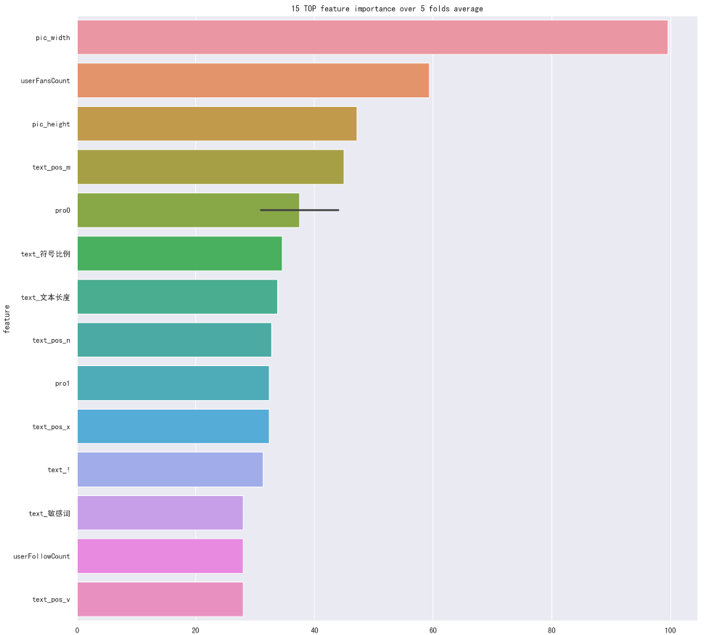 15 TOP feature importance over 5 folds average
pic_width
userFansCount
pic_height
text_pos_m
pro0
text_符号比例
text_文本长度
text_pos_n
pro1
text_pos_x
text_!
text_敏感词
userFollowCount
text_pos_v
feature
0 20 40 60 80 100